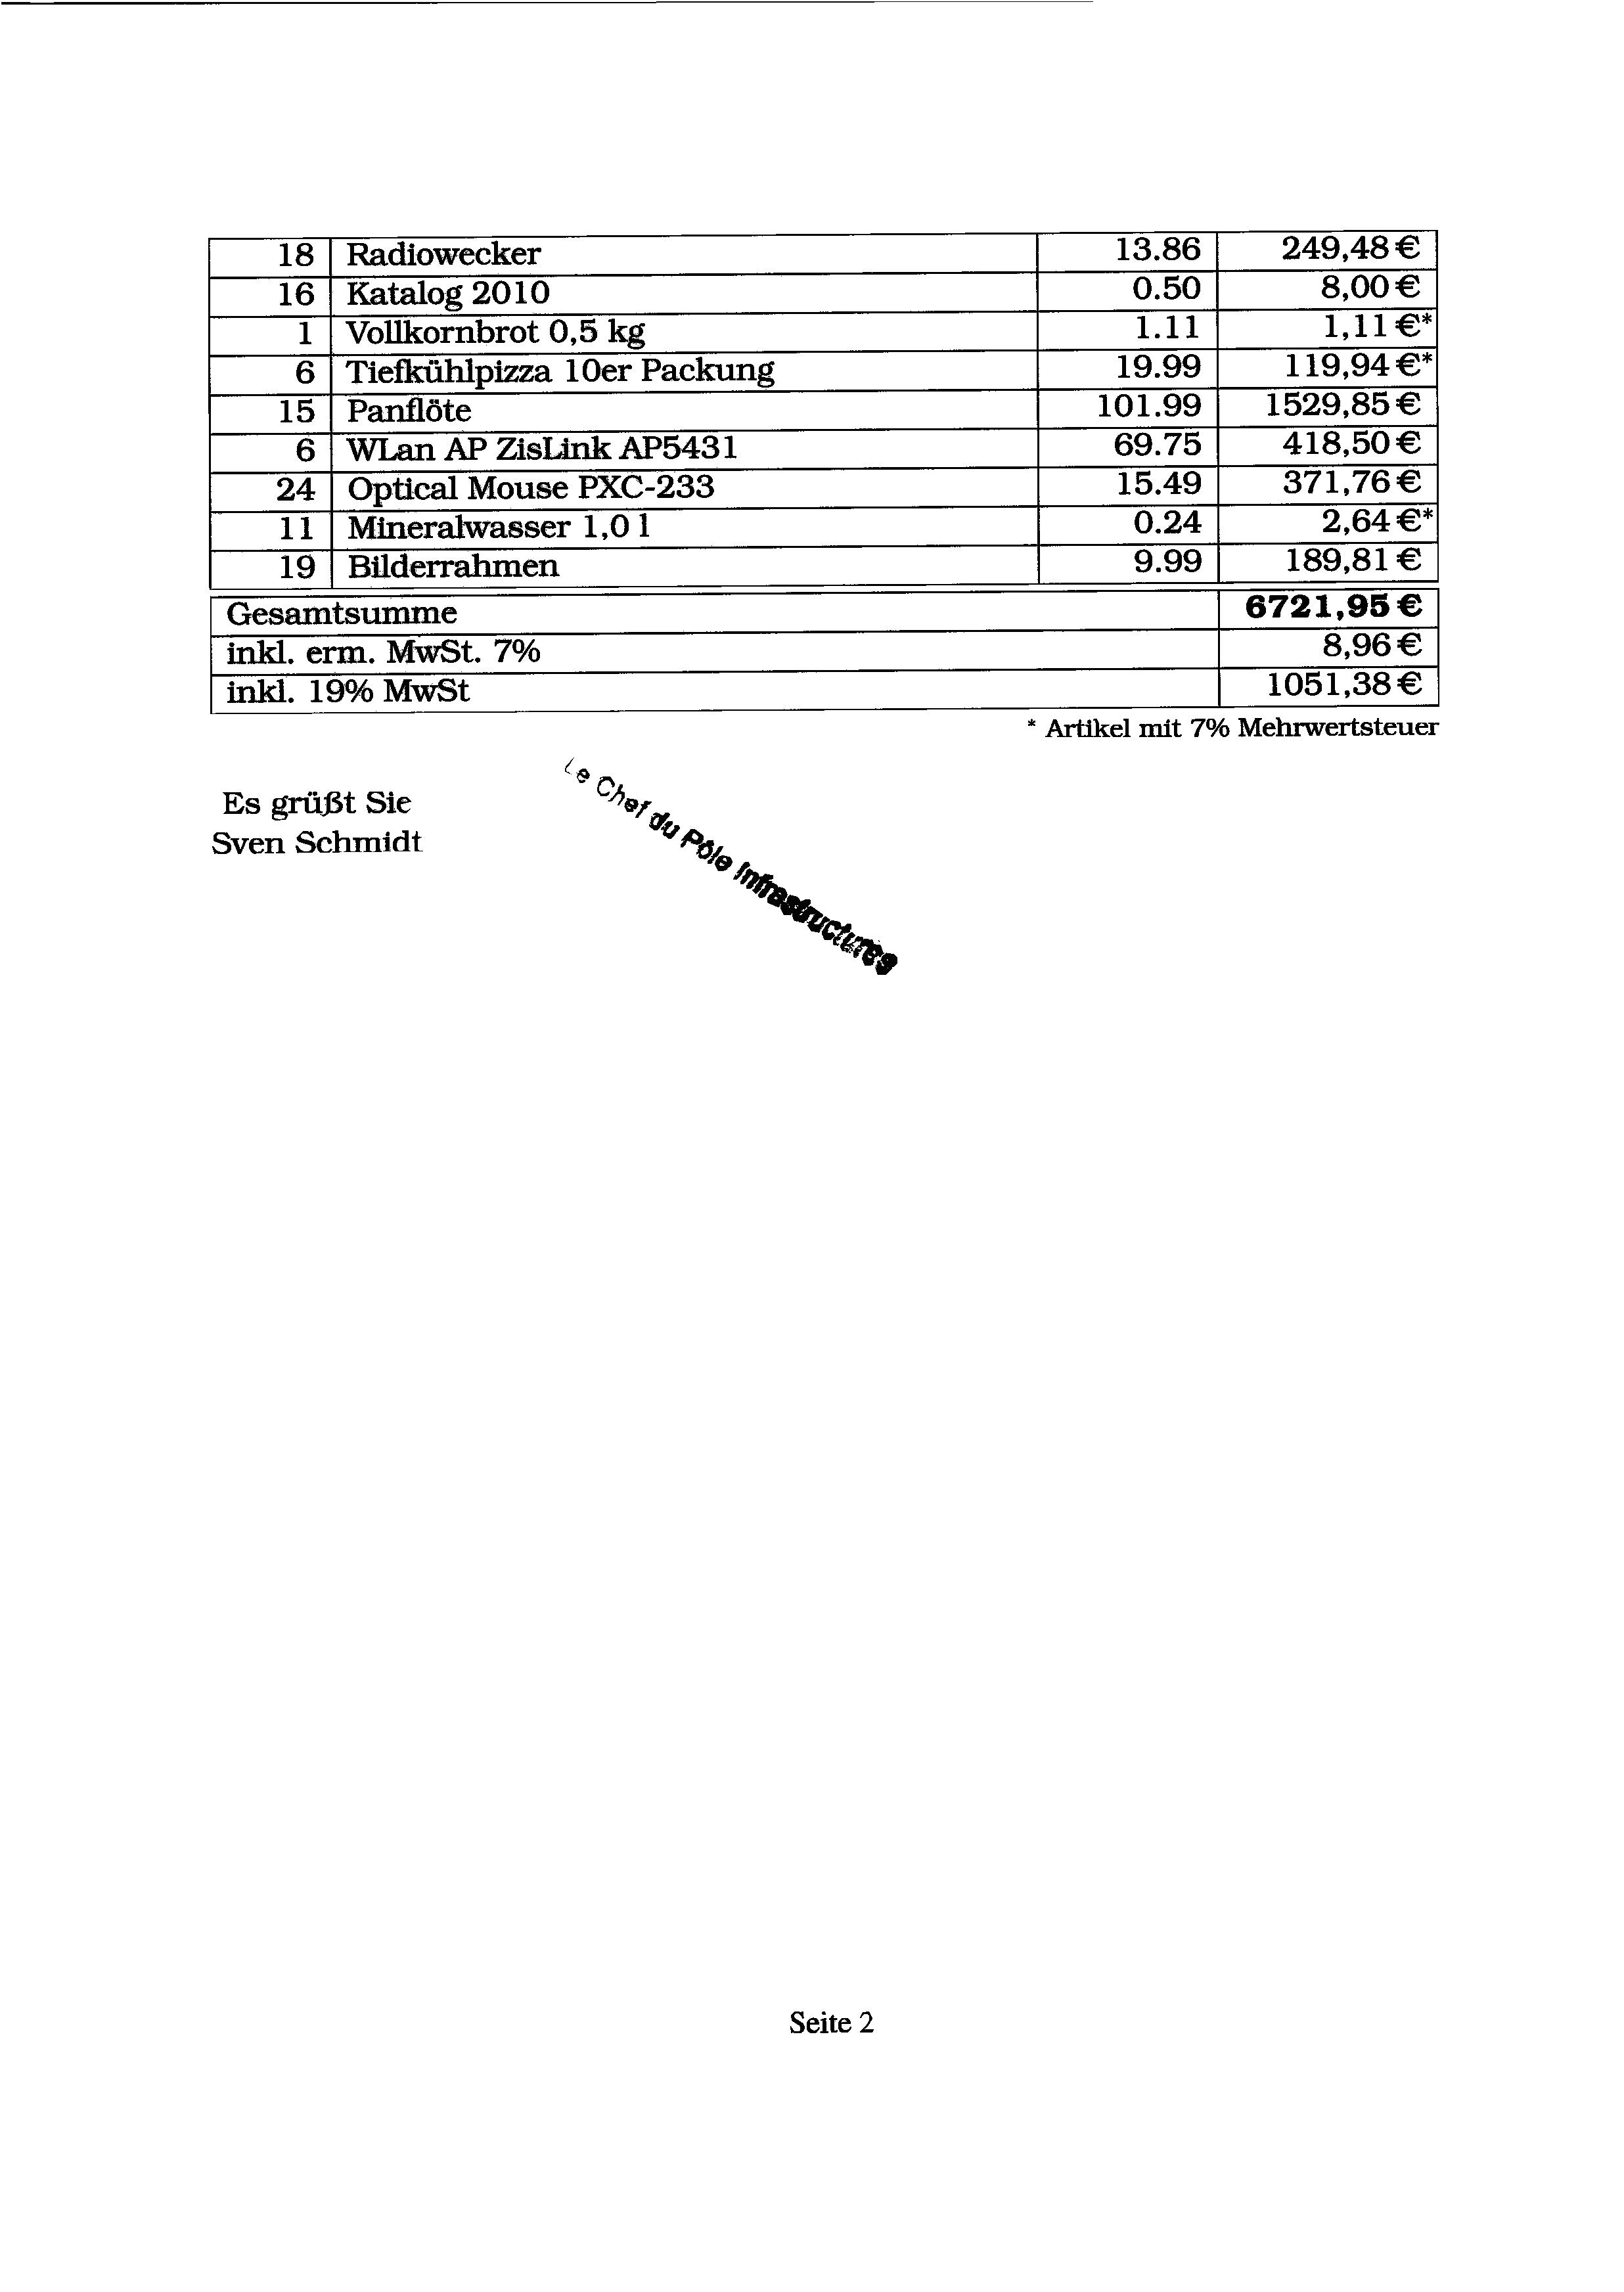 18 Radiowecker 13.86 249,48 €
16 Katalog 2010 0.50 8,00 €
1 Vollkornbrot 0,5 kg 1.11 1,11 €*
6 Tiefkühlpizza 10er Packung 19.99 119,94 €*
15 Panflöte 101.99 1529,85 €
6 WLan AP ZisLink AP5431 69.75 418,50 €
24 Optical Mouse PXC-233 15.49 371,76 €
11 Mineralwasser 1,0 l 0.24 2,64 €*
19 Bilderrahmen 9.99 189,81 €
Gesamtsumme 6721,95 €
inkl. erm. MwSt. 7% 8,96 €
inkl. 19% MwSt 1051,38 €
* Artikel mit 7% Mehrwertsteuer
Es grüßt Sie
Sven Schmidt
Le Chef du Pôle Infrastructures
Seite 2